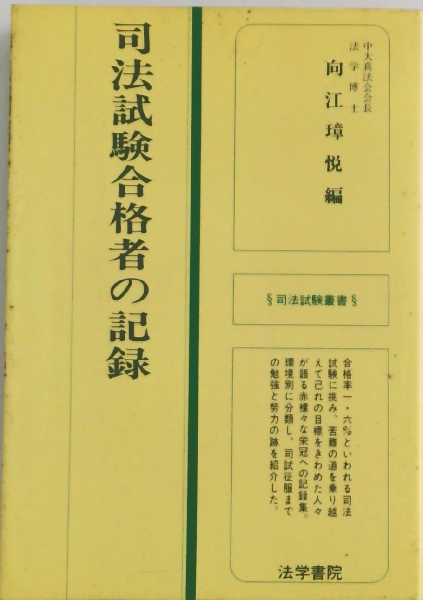 司法試験合格者の記録
中大真法会会長
法学博士
向江璋悦編
§司法試験叢書§
合格率一・六%といわれる司法
試験に挑み、苦難の道を乗り越
えて己れの目標をきわめた人々
が語る赤裸々な栄冠への記録集。
環境別に分類し、司試征服まで
の勉強と努力の跡を紹介した。
法学書院